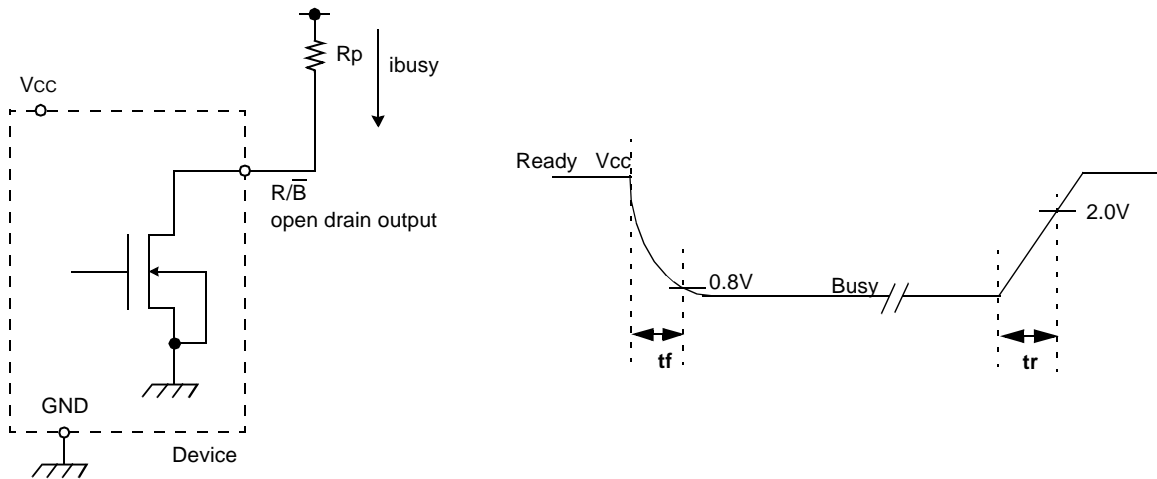 Rp
ibusy
VCC
R/B̅
open drain output
GND
Device
Ready Vcc
2.0V
0.8V
Busy
tf
tr